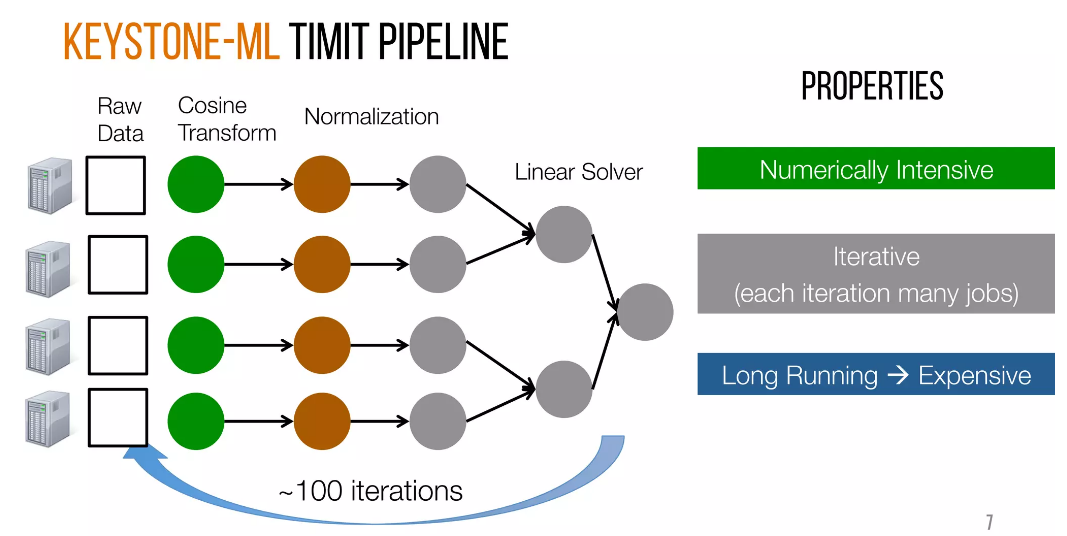 KEYSTONE-ML TIMIT PIPELINE
PROPERTIES
Raw
Data
Cosine
Transform
Normalization
Linear Solver
Numerically Intensive
Iterative
(each iteration many jobs)
Long Running → Expensive
~100 iterations
7